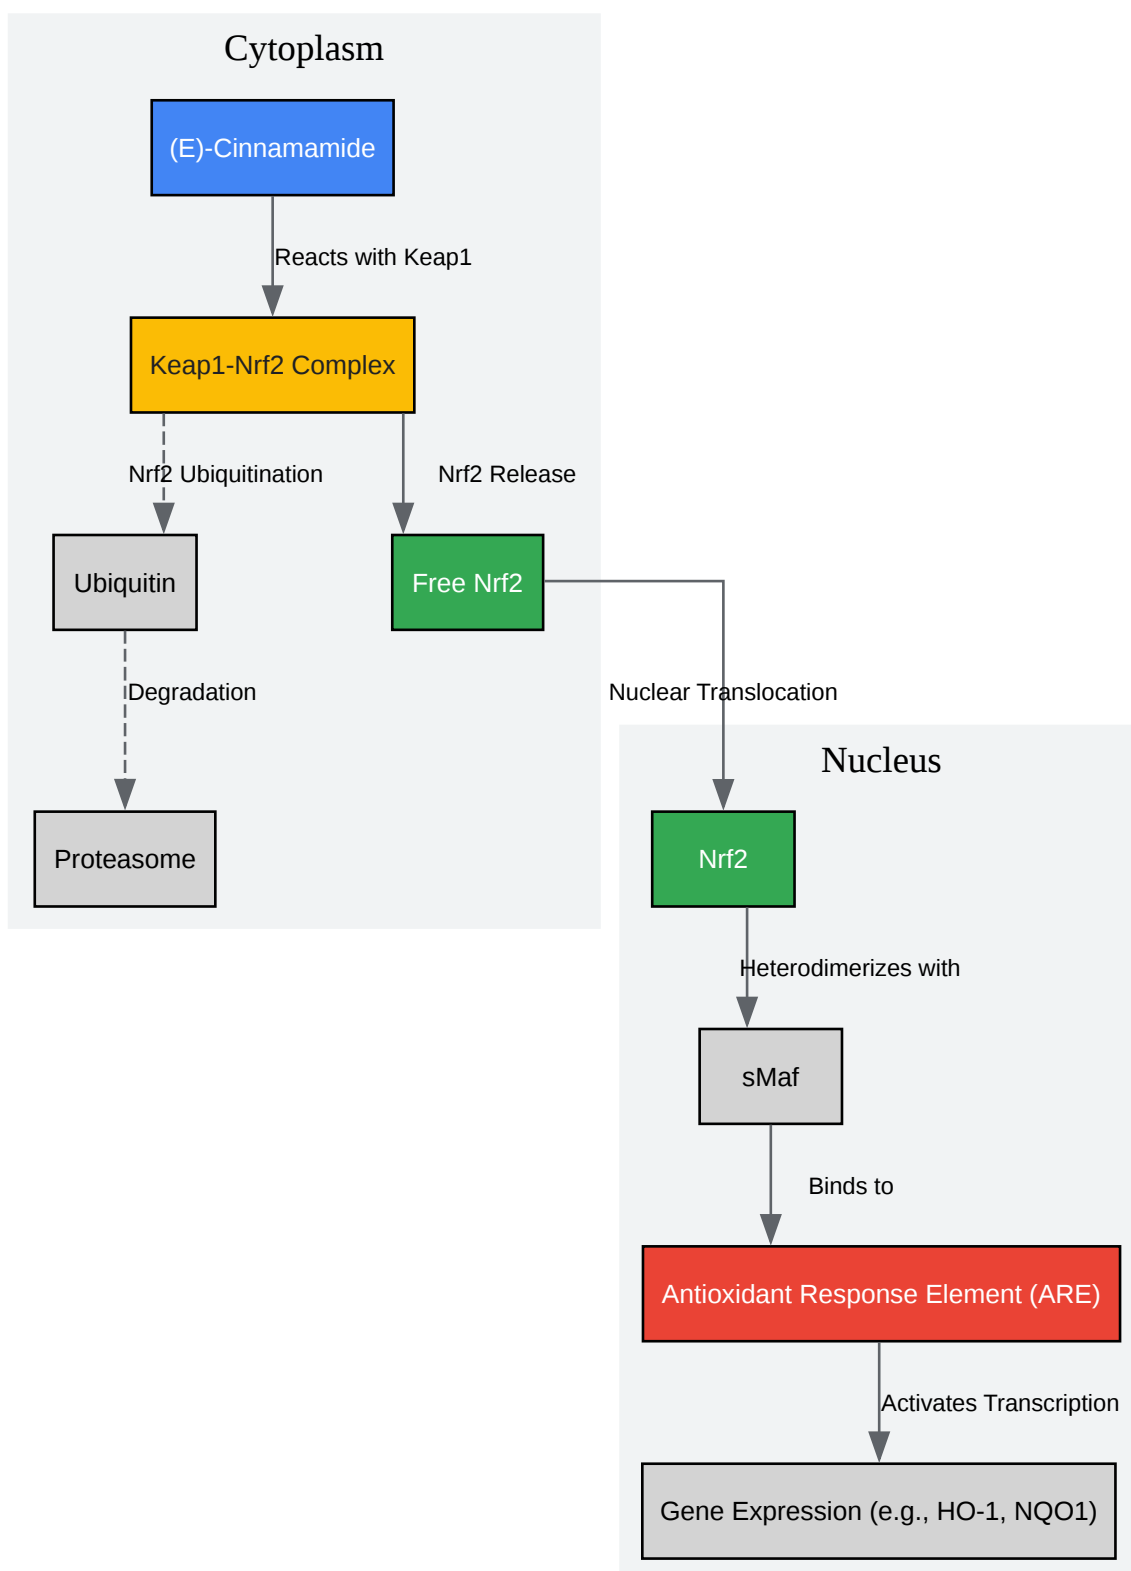 Cytoplasm
(E)-Cinnamamide
Reacts with Keap1
Keap1-Nrf2 Complex
Nrf2 Ubiquitination
Nrf2 Release
Ubiquitin
Free Nrf2
Degradation
Nuclear Translocation
Nucleus
Proteasome
Nrf2
Heterodimerizes with
sMaf
Binds to
Antioxidant Response Element (ARE)
Activates Transcription
Gene Expression (e.g., HO-1, NQO1)